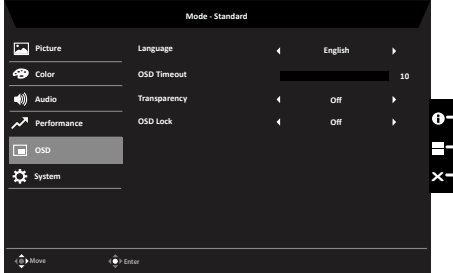 Mode - Standard
Picture
Language
English
Color
OSD Timeout
10
Audio
Transparency
Off
Performance
OSD Lock
Off
OSD
System
Move
Enter